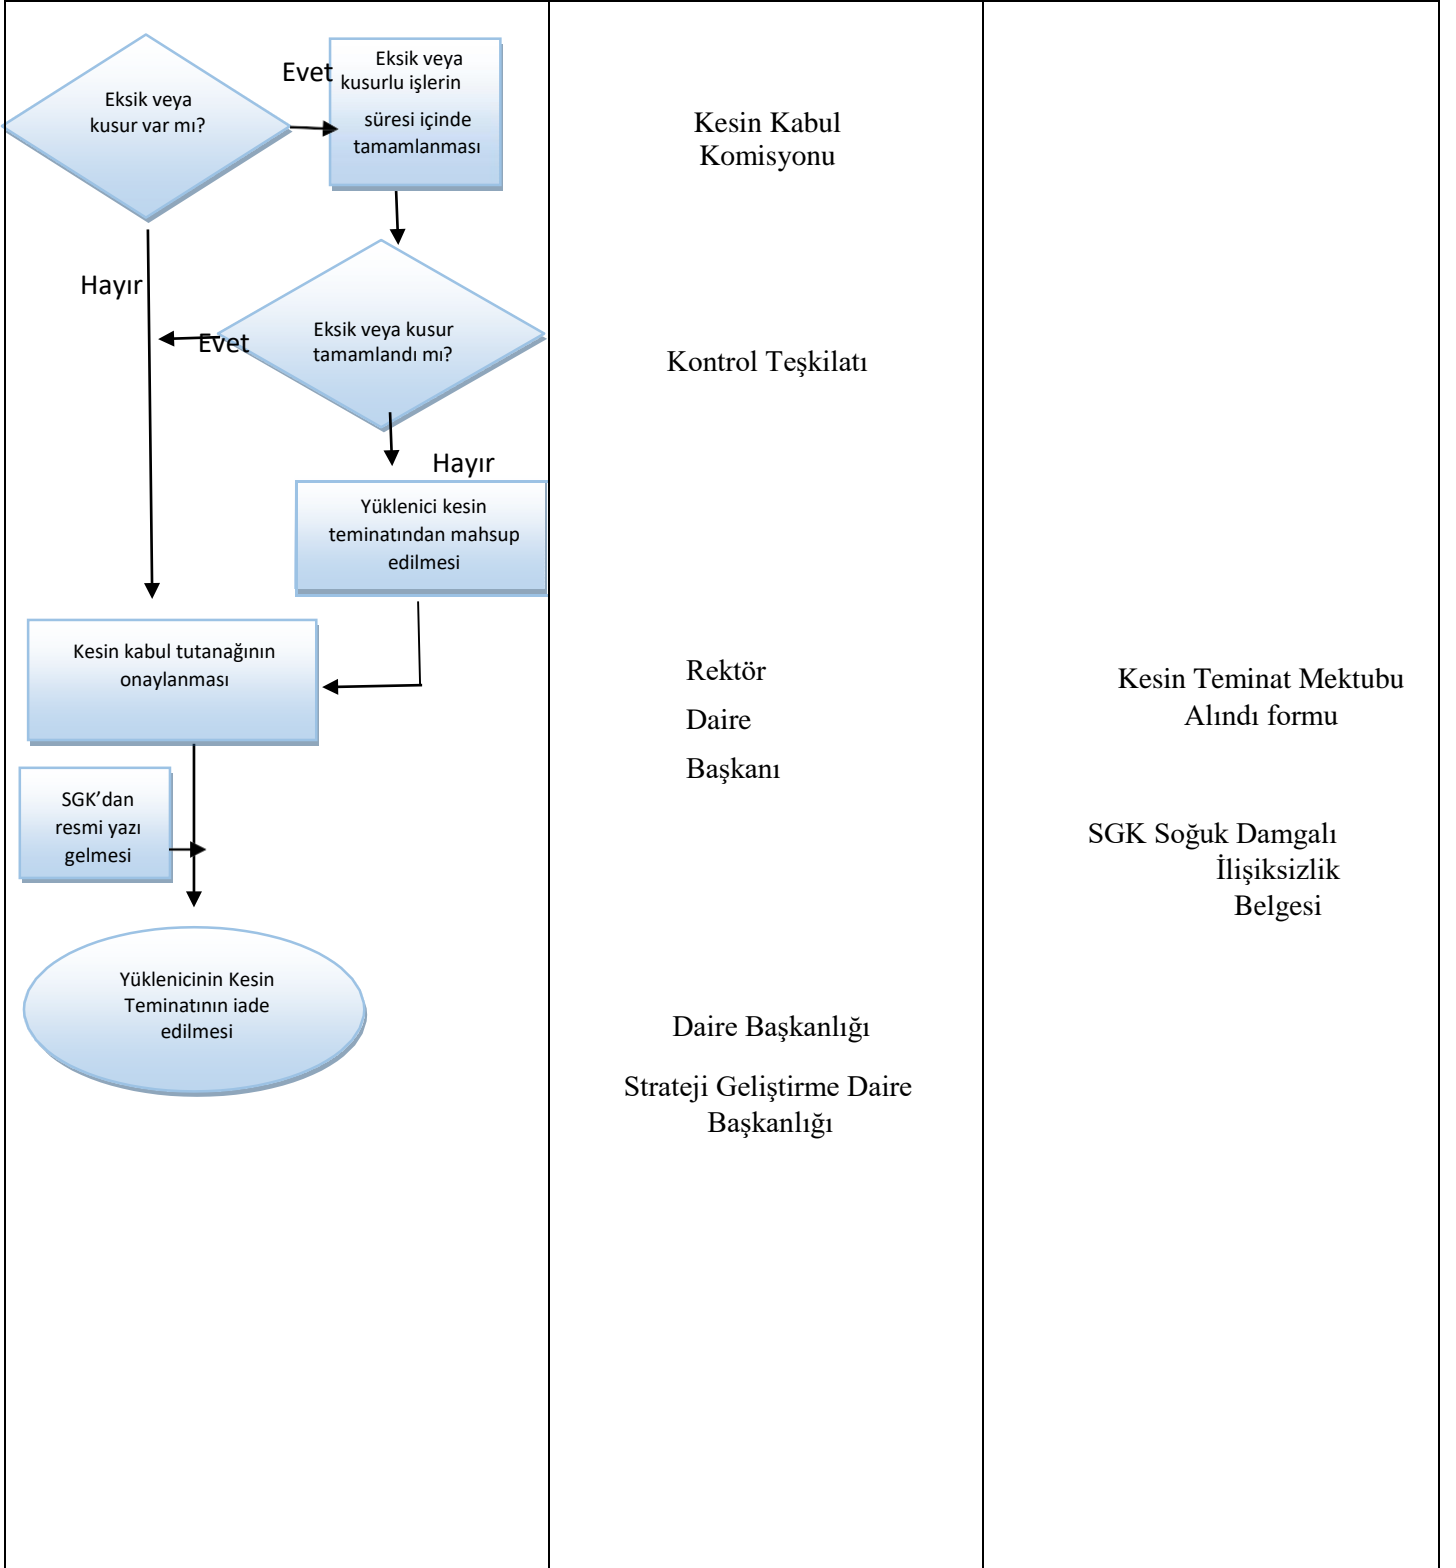 Eksik veya
kusur var mı?
Evet
Eksik veya
kusurlu işlerin
süresi içinde
tamamlanması
Hayır
Evet
Eksik veya kusur
tamamlandı mı?
Hayır
Yüklenici kesin
teminatından mahsup
edilmesi
Kesin kabul tutanağının
onaylanması
SGK’dan
resmi yazı
gelmesi
Yüklenicinin Kesin
Teminatının iade
edilmesi
Kesin Kabul
Komisyonu
Kontrol Teşkilatı
Rektör
Daire
Başkanı
Daire Başkanlığı
Strateji Geliştirme Daire
Başkanlığı
Kesin Teminat Mektubu
Alındı formu
SGK Soğuk Damgalı
İlişiksizlik
Belgesi